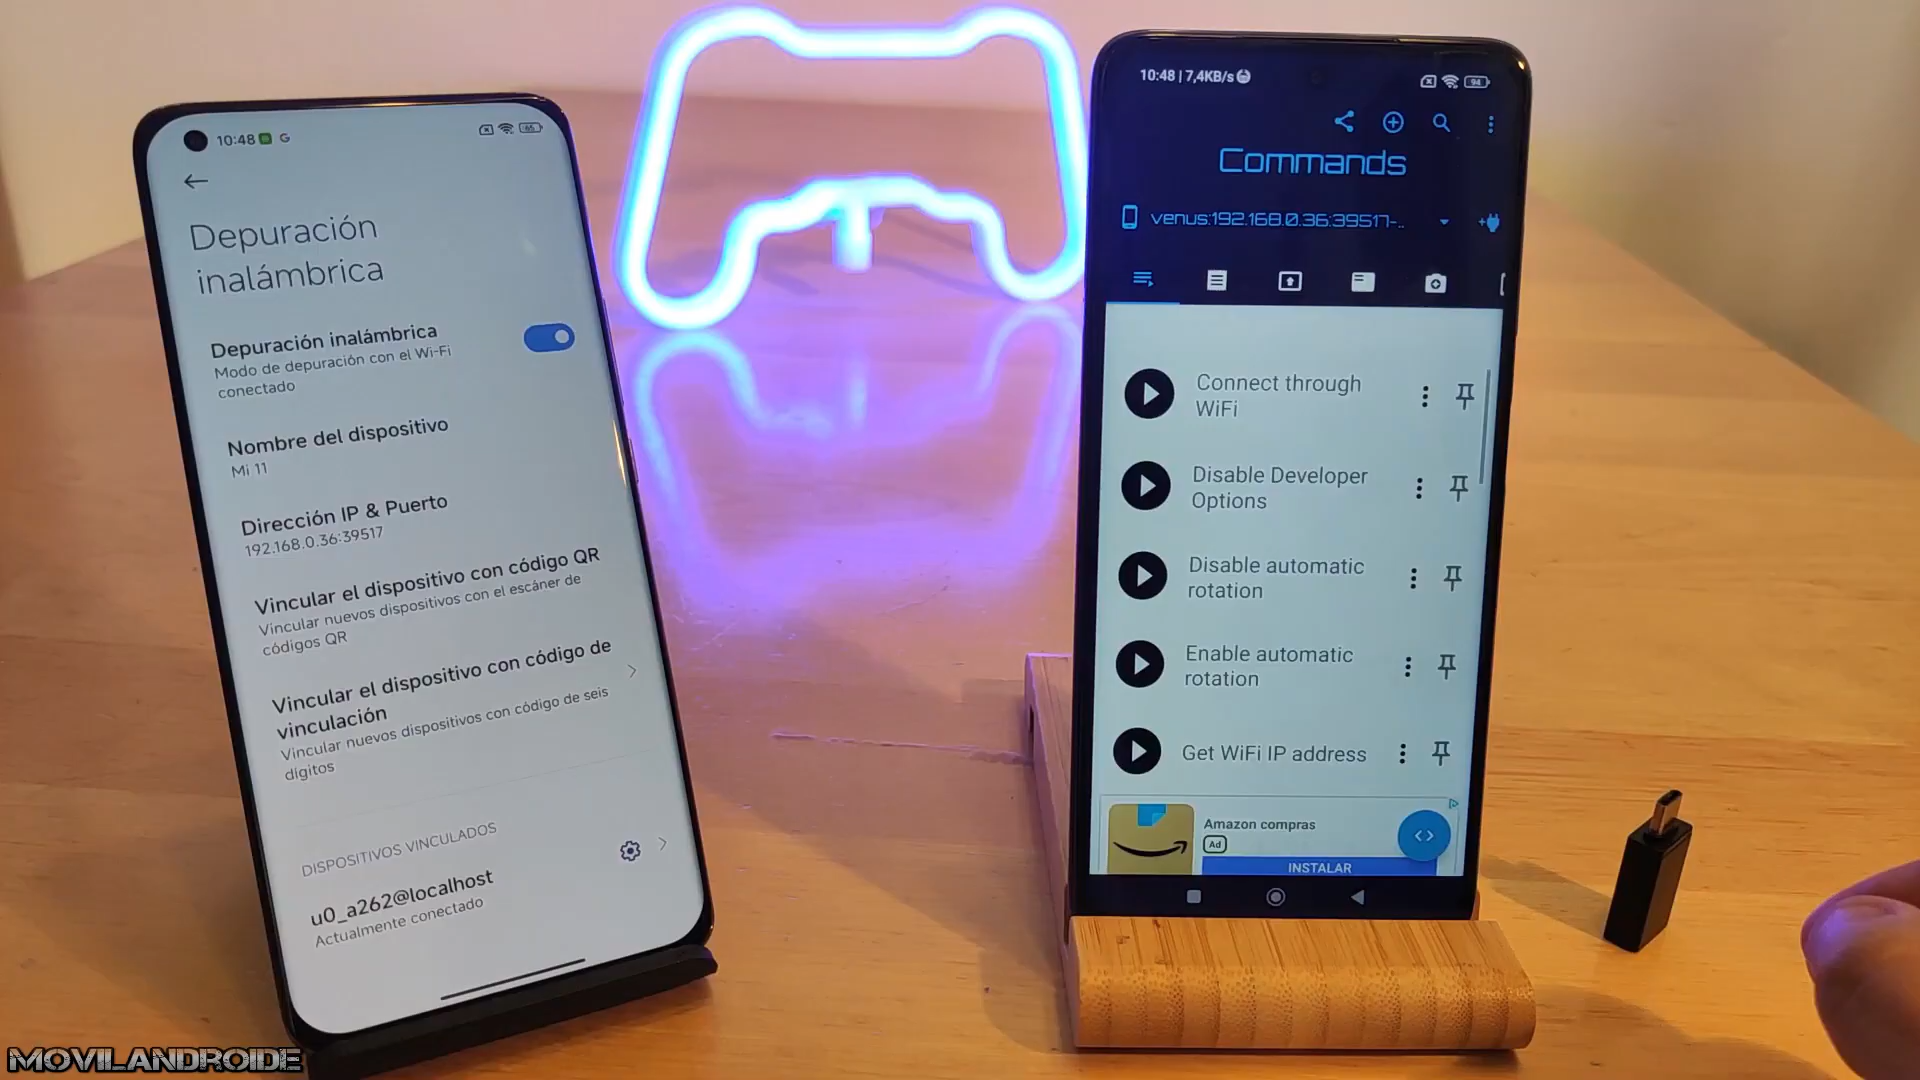 10:48 G
65
Depuración
inalámbrica
Depuración inalámbrica
Modo de depuración con el Wi-Fi
conectado
Nombre del dispositivo
Mi 11
Dirección IP & Puerto
192.168.0.36:39517
Vincular el dispositivo con código QR
Vincular nuevos dispositivos con el escáner de
códigos QR
Vincular el dispositivo con código de
vinculación
Vincular nuevos dispositivos con código de seis
dígitos
DISPOSITIVOS VINCULADOS
u0_a262@localhost
Actualmente conectado
10:48 | 7,4KB/s
94
Commands
venus:192.168.0.36:39517-..
Connect through
WiFi
Disable Developer
Options
Disable automatic
rotation
Enable automatic
rotation
Get WiFi IP address
Amazon compras
Ad
INSTALAR
MOVILANDROIDE